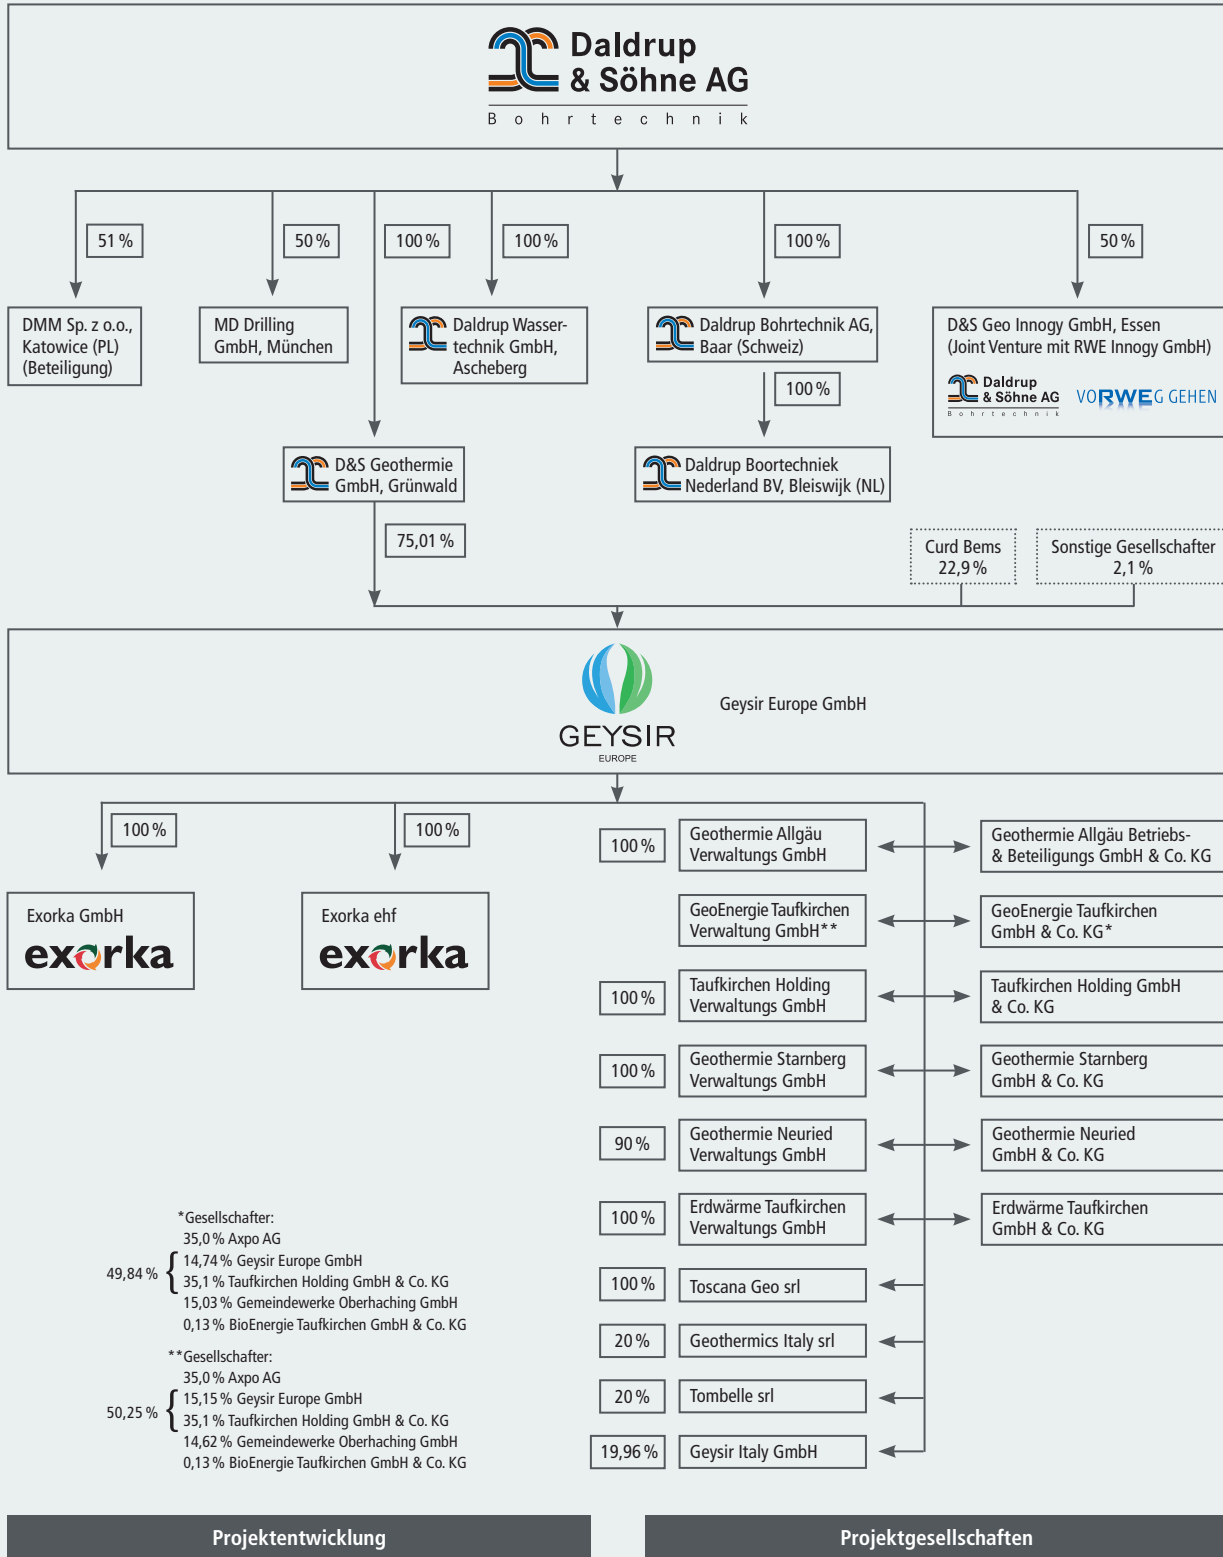 Daldrup
& Söhne AG
Bohrtechnik
51 %
50 %
100 %
100 %
100 %
50 %
DMM Sp. z o.o.,
Katowice (PL)
(Beteiligung)
MD Drilling
GmbH, München
Daldrup Wasser-
technik GmbH,
Ascheberg
Daldrup Bohrtechnik AG,
Baar (Schweiz)
D&S Geo Innogy GmbH, Essen
(Joint Venture mit RWE Innogy GmbH)
Daldrup
& Söhne AG
Bohrtechnik
VORWEG GEHEN
100 %
D&S Geothermie
GmbH, Grünwald
Daldrup Boortechniek
Nederland BV, Bleiswijk (NL)
75,01 %
Curd Bems
22,9 %
Sonstige Gesellschafter
2,1 %
GEYSIR
EUROPE
Geysir Europe GmbH
100 %
100 %
Exorka GmbH
exorka
Exorka ehf
exorka
100 %
Geothermie Allgäu
Verwaltungs GmbH
Geothermie Allgäu Betriebs-
& Beteiligungs GmbH & Co. KG
GeoEnergie Taufkirchen
Verwaltung GmbH**
GeoEnergie Taufkirchen
GmbH & Co. KG*
100 %
Taufkirchen Holding
Verwaltungs GmbH
Taufkirchen Holding GmbH
& Co. KG
100 %
Geothermie Starnberg
Verwaltungs GmbH
Geothermie Starnberg
GmbH & Co. KG
90 %
Geothermie Neuried
Verwaltungs GmbH
Geothermie Neuried
GmbH & Co. KG
100 %
Erdwärme Taufkirchen
Verwaltungs GmbH
Erdwärme Taufkirchen
GmbH & Co. KG
100 %
Toscana Geo srl
20 %
Geothermics Italy srl
20 %
Tombelle srl
19,96 %
Geysir Italy GmbH
*Gesellschafter:
35,0 % Axpo AG
49,84 %
14,74 % Geysir Europe GmbH
35,1 % Taufkirchen Holding GmbH & Co. KG
15,03 % Gemeindewerke Oberhaching GmbH
0,13 % BioEnergie Taufkirchen GmbH & Co. KG
**Gesellschafter:
35,0 % Axpo AG
50,25 %
15,15 % Geysir Europe GmbH
35,1 % Taufkirchen Holding GmbH & Co. KG
14,62 % Gemeindewerke Oberhaching GmbH
0,13 % BioEnergie Taufkirchen GmbH & Co. KG
Projektentwicklung
Projektgesellschaften